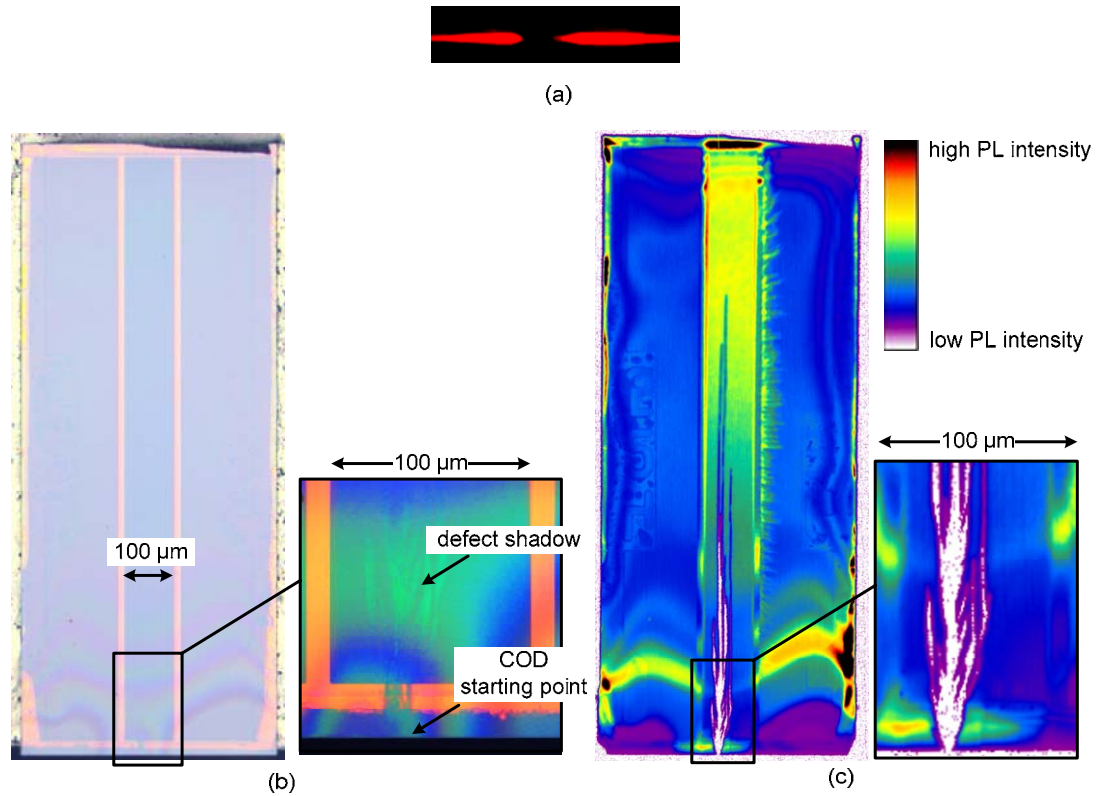 (a)
high PL intensity
low PL intensity
100 µm
100 µm
100 µm
defect shadow
COD
starting point
(b)
(c)